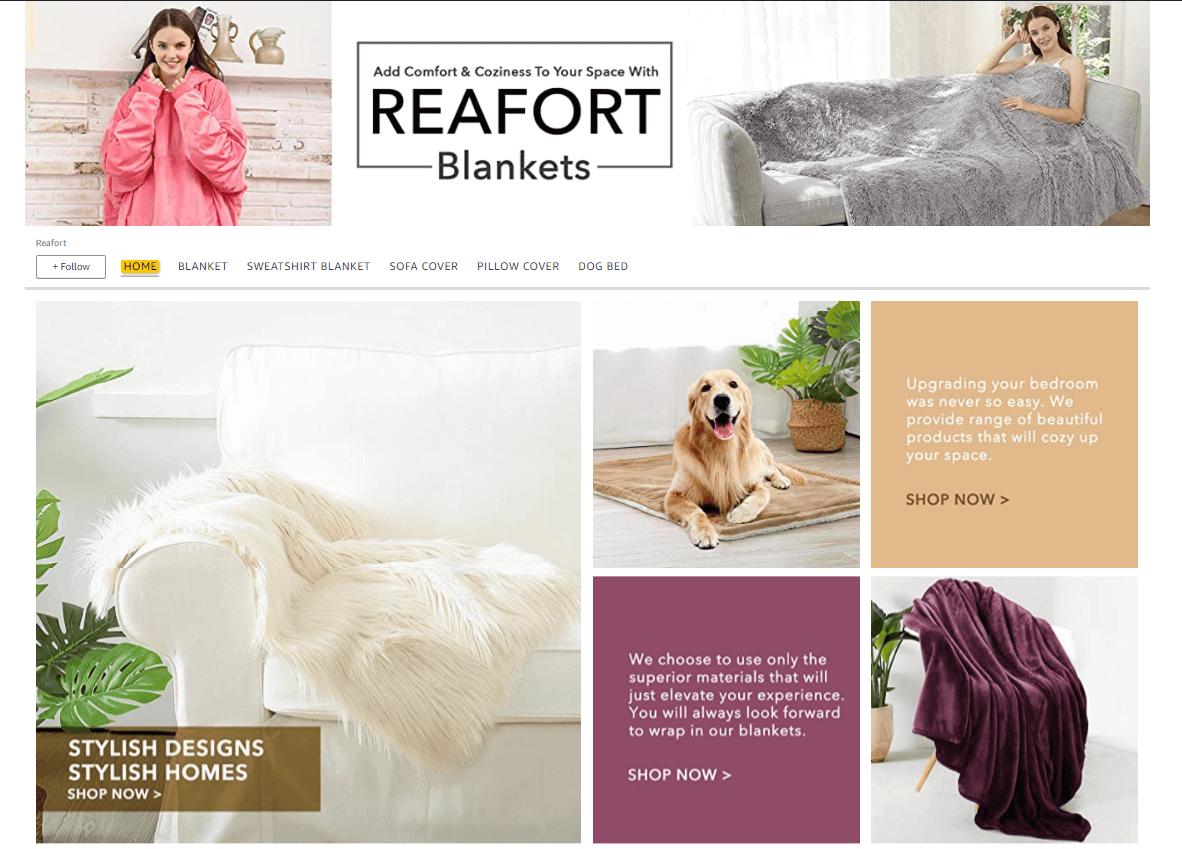 Add Comfort & Coziness To Your Space With
REAFORT
Blankets
Reafort
+ Follow
HOME
BLANKET
SWEATSHIRT BLANKET
SOFA COVER
PILLOW COVER
DOG BED
STYLISH DESIGNS
STYLISH HOMES
SHOP NOW >
Upgrading your bedroom
was never so easy. We
provide range of beautiful
products that will cozy up
your space.
SHOP NOW >
We choose to use only the
superior materials that will
just elevate your experience.
You will always look forward
to wrap in our blankets.
SHOP NOW >